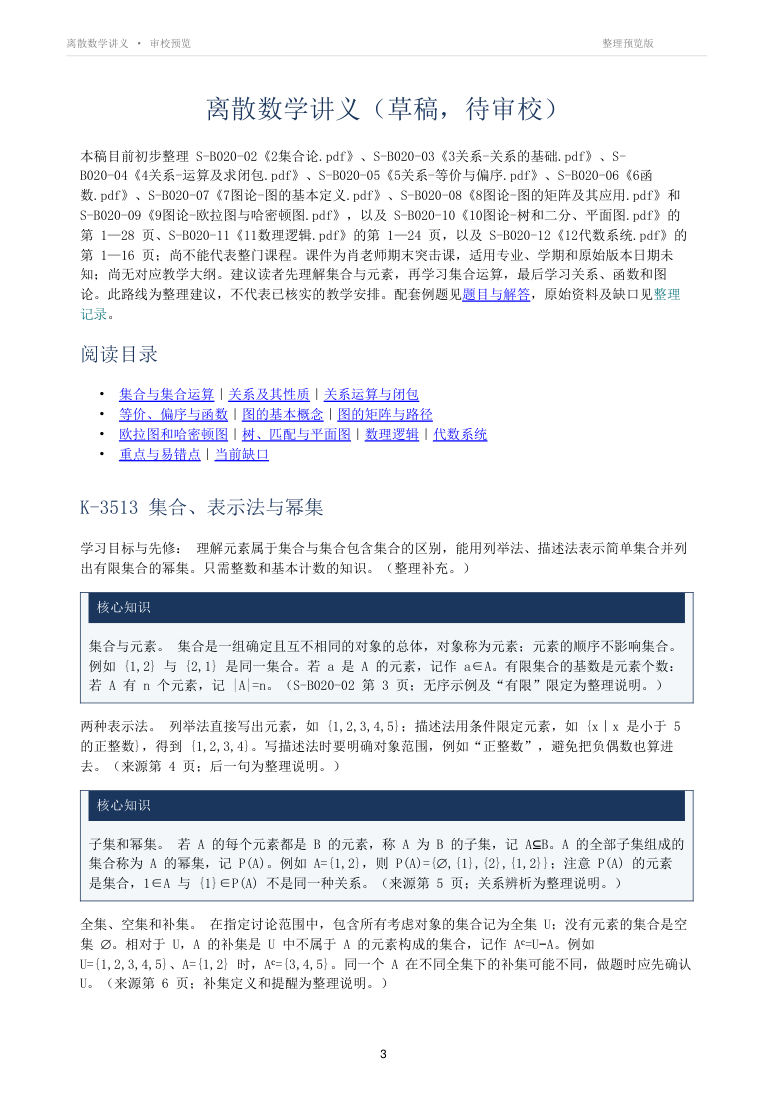 离散数学讲义 · 审校预览
整理预览版
离散数学讲义（草稿，待审校）
本稿目前初步整理 S-B020-02《2集合论.pdf》、S-B020-03《3关系-关系的基础.pdf》、S-
B020-04《4关系-运算及求闭包.pdf》、S-B020-05《5关系-等价与偏序.pdf》、S-B020-06《6函
数.pdf》、S-B020-07《7图论-图的基本定义.pdf》、S-B020-08《8图论-图的矩阵及其应用.pdf》和
S-B020-09《9图论-欧拉图与哈密顿图.pdf》，以及 S-B020-10《10图论-树和二分、平面图.pdf》的
第 1—28 页、S-B020-11《11数理逻辑.pdf》的第 1—24 页，以及 S-B020-12《12代数系统.pdf》的
第 1—16 页；尚不能代表整门课程。课件为肖老师期末突击课，适用专业、学期和原始版本日期未
知；尚无对应教学大纲。建议读者先理解集合与元素，再学习集合运算，最后学习关系、函数和图
论。此路线为整理建议，不代表已核实的教学安排。配套例题见题目与解答，原始资料及缺口见整理
记录。
阅读目录
• 集合与集合运算｜关系及其性质｜关系运算与闭包
• 等价、偏序与函数｜图的基本概念｜图的矩阵与路径
• 欧拉图和哈密顿图｜树、匹配与平面图｜数理逻辑｜代数系统
• 重点与易错点｜当前缺口
K-3513 集合、表示法与幂集
学习目标与先修： 理解元素属于集合与集合包含集合的区别，能用列举法、描述法表示简单集合并列
出有限集合的幂集。只需整数和基本计数的知识。（整理补充。）
核心知识
集合与元素。 集合是一组确定且互不相同的对象的总体，对象称为元素；元素的顺序不影响集合。
例如 {1,2} 与 {2,1} 是同一集合。若 a 是 A 的元素，记作 a∈A。有限集合的基数是元素个数：
若 A 有 n 个元素，记 |A|=n。（S-B020-02 第 3 页；无序示例及“有限”限定为整理说明。）
两种表示法。 列举法直接写出元素，如 {1,2,3,4,5}；描述法用条件限定元素，如 {x｜x 是小于 5
的正整数}，得到 {1,2,3,4}。写描述法时要明确对象范围，例如“正整数”，避免把负偶数也算进
去。（来源第 4 页；后一句为整理说明。）
核心知识
子集和幂集。 若 A 的每个元素都是 B 的元素，称 A 为 B 的子集，记 A⊆B。A 的全部子集组成的
集合称为 A 的幂集，记 P(A)。例如 A={1,2}，则 P(A)={∅,{1},{2},{1,2}}；注意 P(A) 的元素
是集合，1∈A 与 {1}∈P(A) 不是同一种关系。（来源第 5 页；关系辨析为整理说明。）
全集、空集和补集。 在指定讨论范围中，包含所有考虑对象的全集记为全集 U；没有元素的集合是空
集 ∅。相对于 U，A 的补集是 U 中不属于 A 的元素构成的集合，记作 Aᶜ=U−A。例如
U={1,2,3,4,5}、A={1,2} 时，Aᶜ={3,4,5}。同一个 A 在不同全集下的补集可能不同，做题时应先确认
U。（来源第 6 页；补集定义和提醒为整理说明。）
3